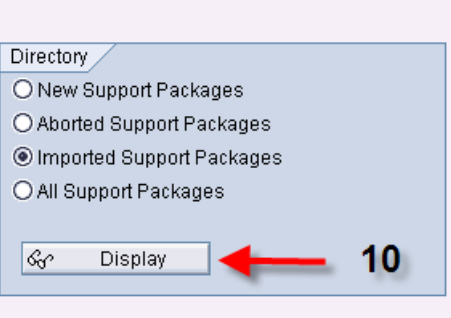 Directory
New Support Packages
Aborted Support Packages
Imported Support Packages
All Support Packages
Display 10